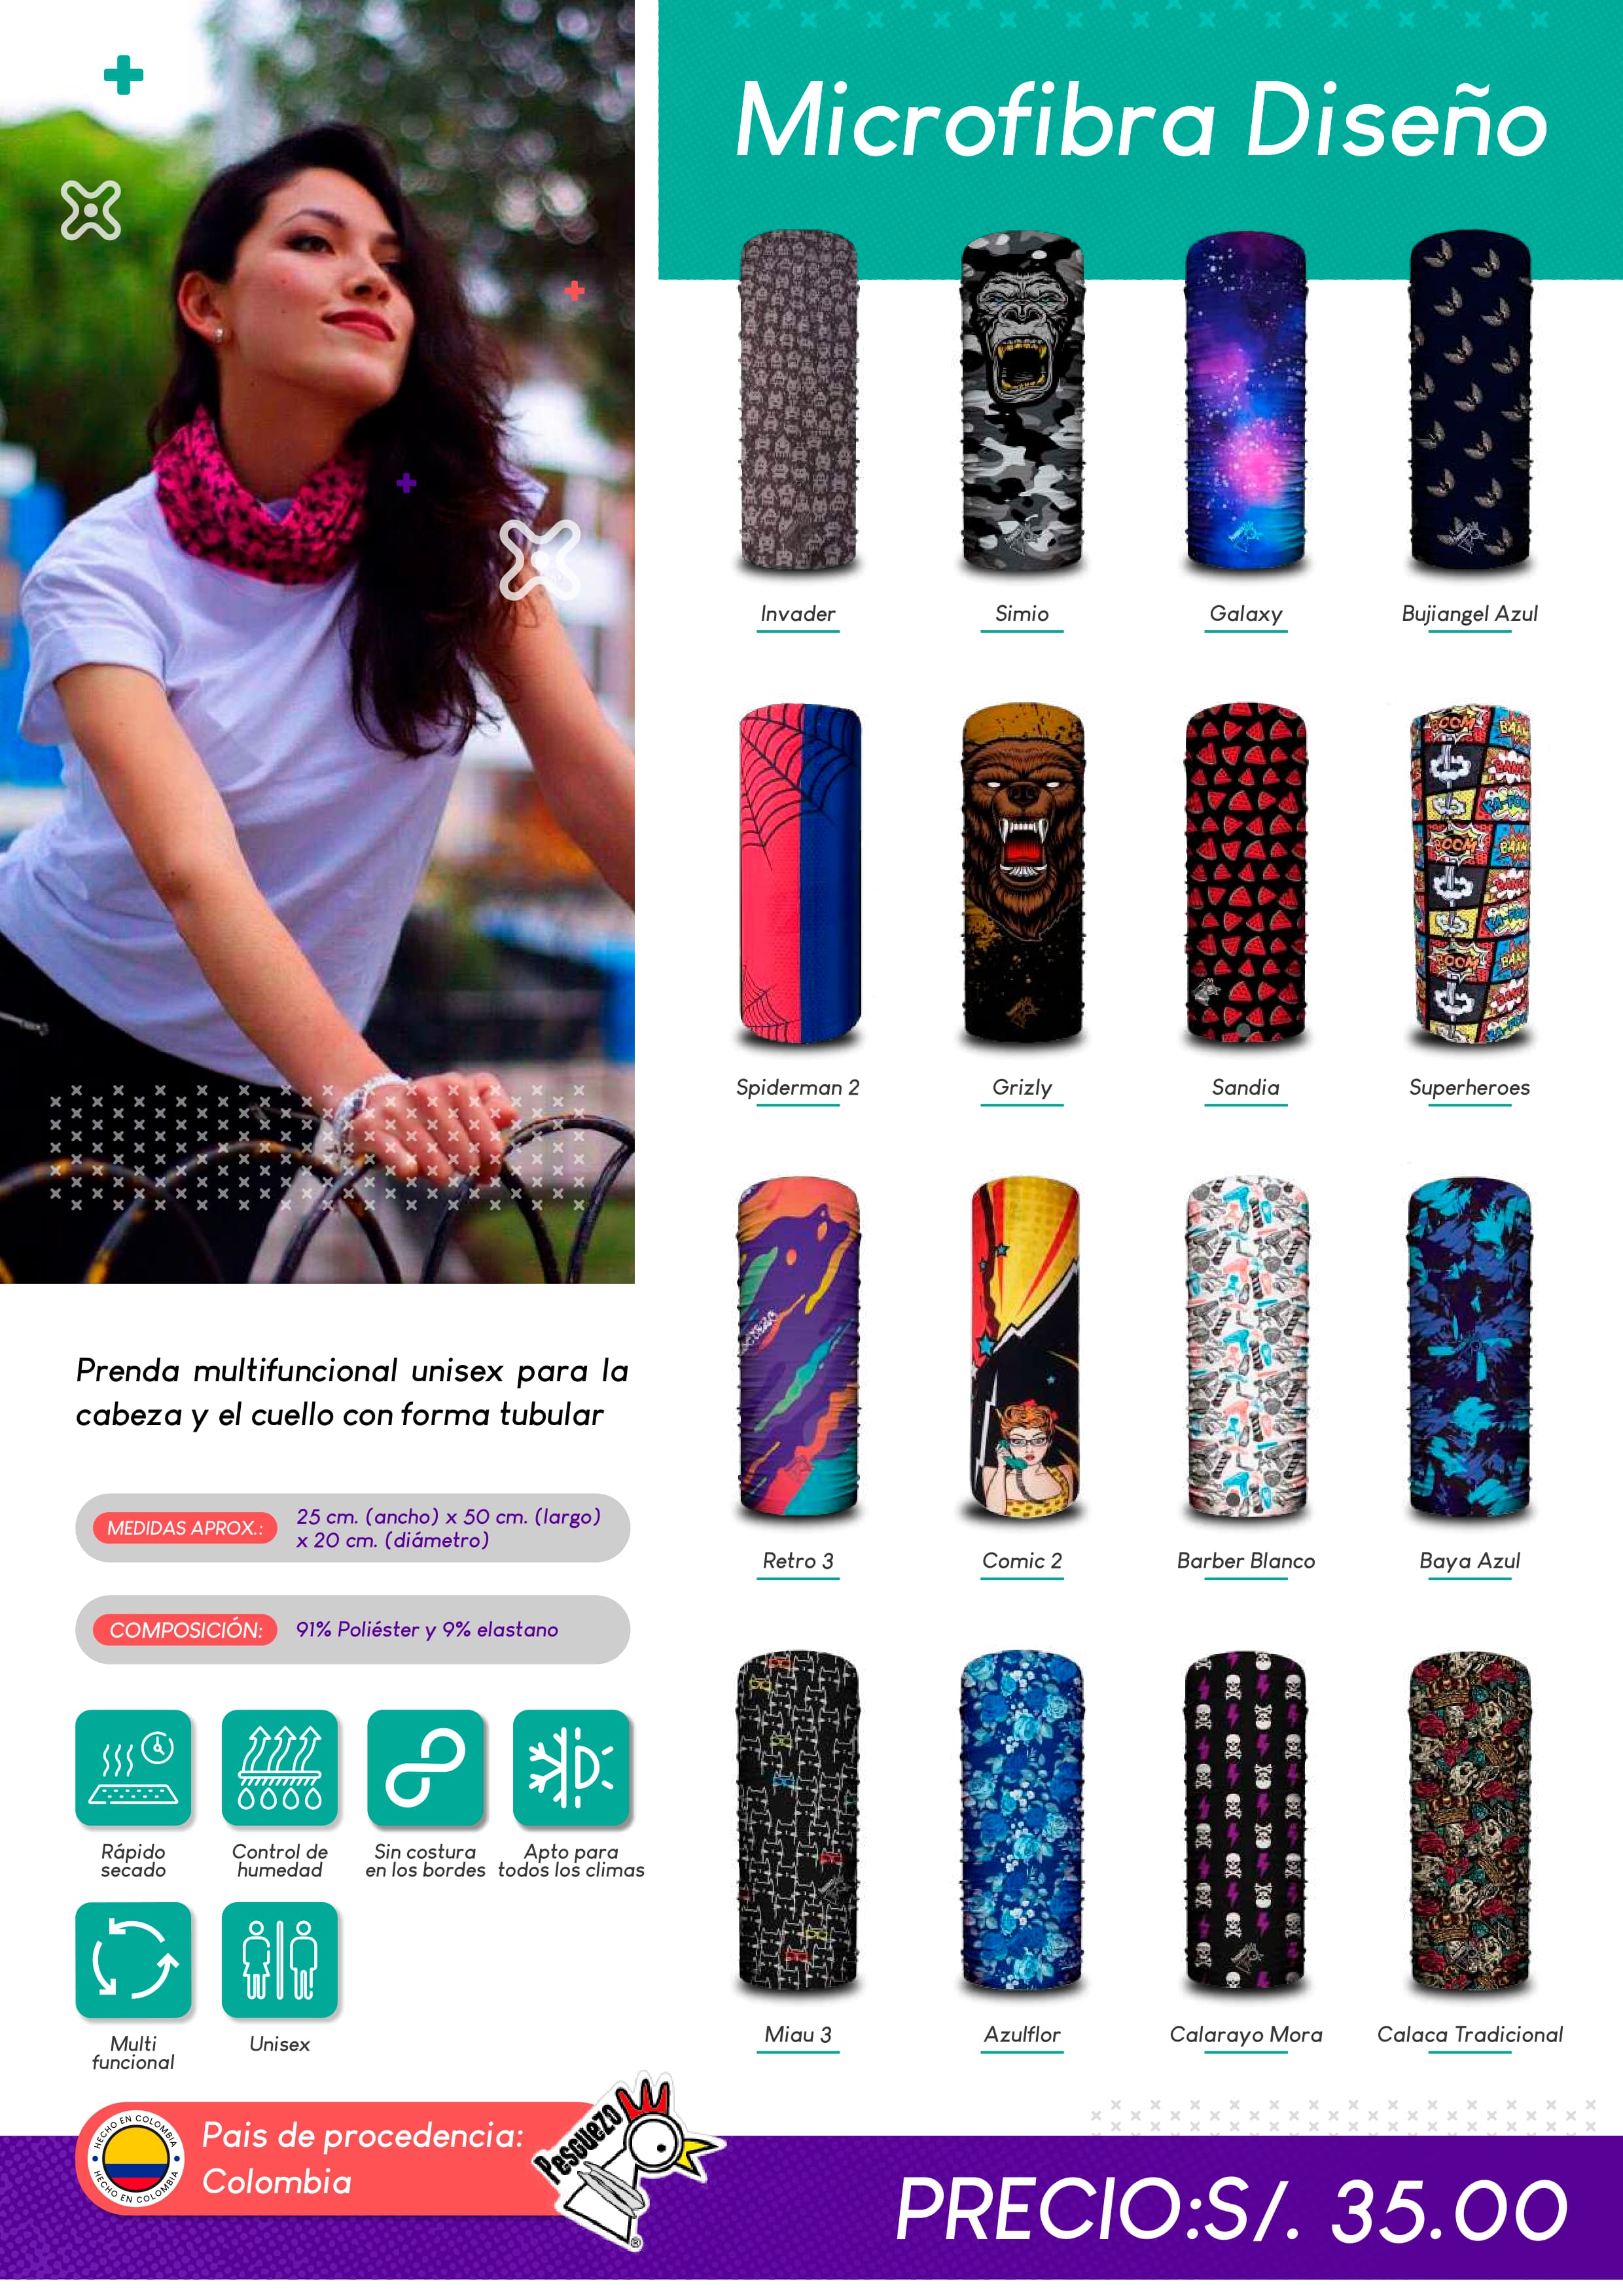 Microfibra Diseño
Invader
Simio
Galaxy
Bujiangel Azul
Spiderman 2
Grizly
Sandia
Superheroes
Retro 3
Comic 2
Barber Blanco
Baya Azul
Miau 3
Azulflor
Calarayo Mora
Calaca Tradicional
Prenda multifuncional unisex para la
cabeza y el cuello con forma tubular
MEDIDAS APROX.:
25 cm. (ancho) x 50 cm. (largo)
x 20 cm. (diámetro)
COMPOSICIÓN:
91% Poliéster y 9% elastano
Rápido
secado
Control de
humedad
Sin costura
en los bordes
Apto para
todos los climas
Multi
funcional
Unisex
HECHO EN COLOMBIA
HECHO EN COLOMBIA
Pais de procedencia:
Colombia
Pescuezo
®
PRECIO:S/. 35.00